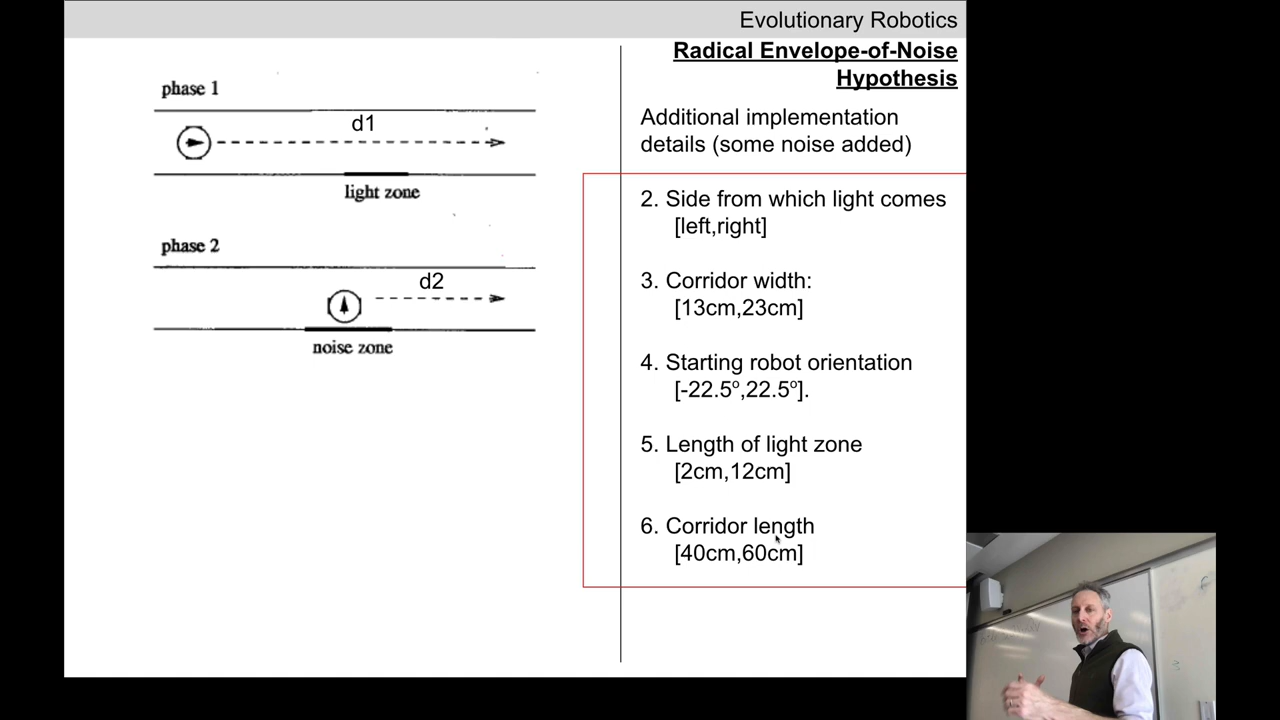 Evolutionary Robotics
Radical Envelope-of-Noise
Hypothesis
phase 1
d1
light zone
phase 2
d2
noise zone
Additional implementation
details (some noise added)
2. Side from which light comes
[left,right]
3. Corridor width:
[13cm,23cm]
4. Starting robot orientation
[-22.5º,22.5º].
5. Length of light zone
[2cm,12cm]
6. Corridor length
[40cm,60cm]